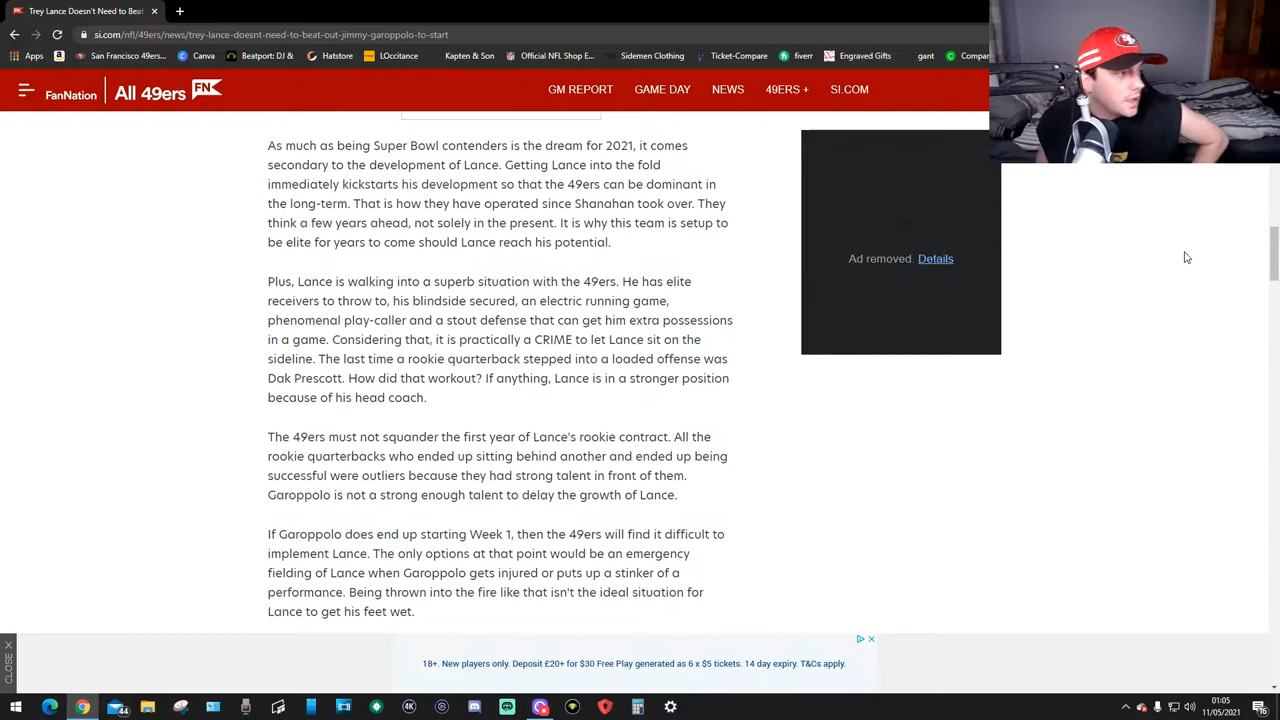 Trey Lance Doesn't Need to Beat
si.com/nfl/49ers/news/trey-lance-doesnt-need-to-beat-out-jimmy-garoppolo-to-start
Apps San Francisco 49er... Canva Beatport: DJ &... Hatstore LOccitance Kapten & Son Official NFL Shop E... Sidemen Clothing Ticket-Compare fiverr Engraved Gifts gant Compar
FanNation All 49ers FN GM REPORT GAME DAY NEWS 49ERS + SI.COM
As much as being Super Bowl contenders is the dream for 2021, it comes
secondary to the development of Lance. Getting Lance into the fold
immediately kickstarts his development so that the 49ers can be dominant in
the long-term. That is how they have operated since Shanahan took over. They
think a few years ahead, not solely in the present. It is why this team is setup to
be elite for years to come should Lance reach his potential.
Plus, Lance is walking into a superb situation with the 49ers. He has elite
receivers to throw to, his blindside secured, an electric running game,
phenomenal play-caller and a stout defense that can get him extra possessions
in a game. Considering that, it is practically a CRIME to let Lance sit on the
sideline. The last time a rookie quarterback stepped into a loaded offense was
Dak Prescott. How did that workout? If anything, Lance is in a stronger position
because of his head coach.
The 49ers must not squander the first year of Lance's rookie contract. All the
rookie quarterbacks who ended up sitting behind another and ended up being
successful were outliers because they had strong talent in front of them.
Garoppolo is not a strong enough talent to delay the growth of Lance.
If Garoppolo does end up starting Week 1, then the 49ers will find it difficult to
implement Lance. The only options at that point would be an emergency
fielding of Lance when Garoppolo gets injured or puts up a stinker of a
performance. Being thrown into the fire like that isn't the ideal situation for
Lance to get his feet wet.
Ad removed. Details
CLOSE X
18+. New players only. Deposit £20+ for $30 Free Play generated as 6 x $5 tickets. 14 day expiry. T&Cs apply.
44
4K
01:05
11/05/2021
16